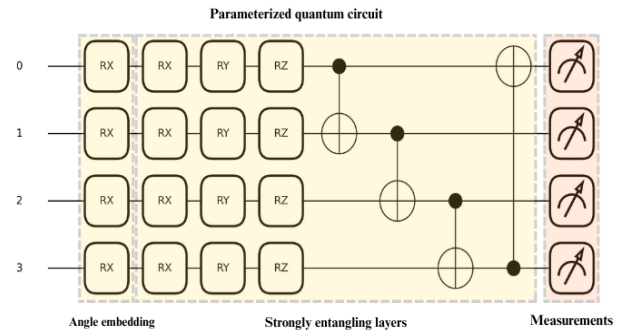 Parameterized quantum circuit
0 RX RX RY RZ
1 RX RX RY RZ
2 RX RX RY RZ
3 RX RX RY RZ
Angle embedding Strongly entangling layers Measurements